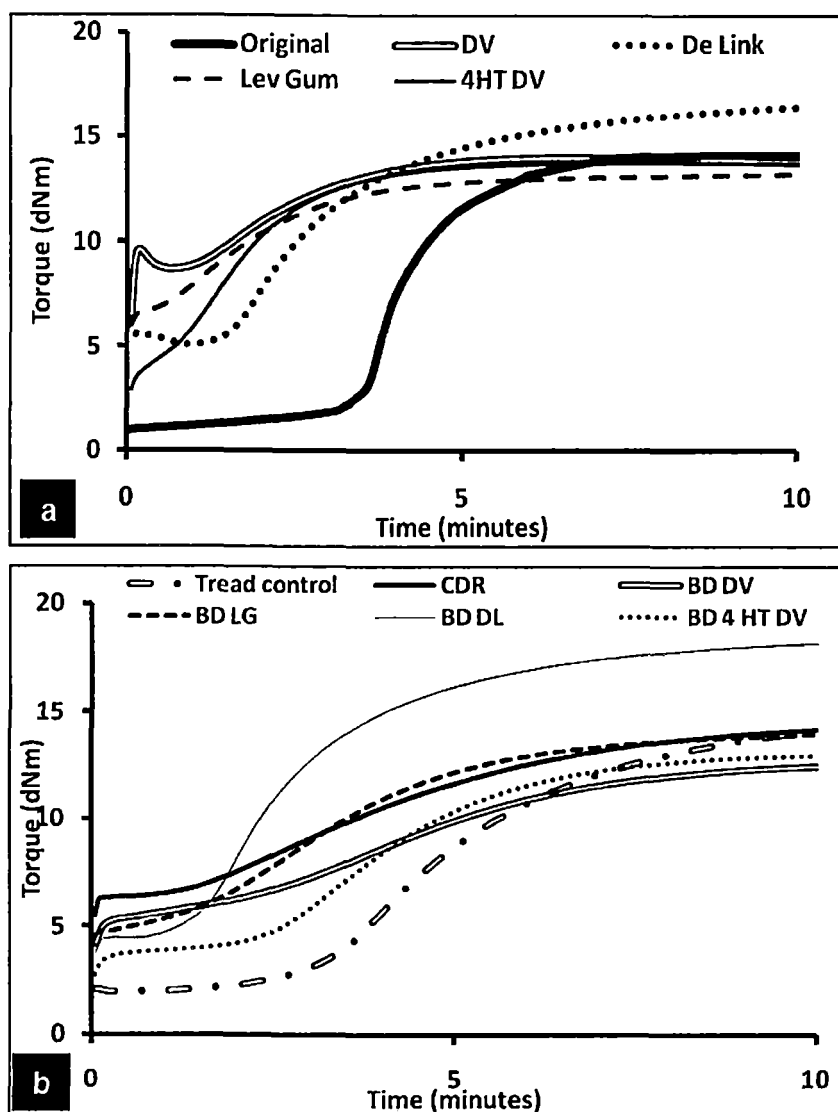 20
Original DV De Link
Lev Gum 4HT DV
15
10
5
0
Torque (dNm)
0 5 10
Time (minutes)
a
Tread control CDR BD DV
BD LG BD DL BD 4 HT DV
20
15
10
5
0
Torque (dNm)
0 5 10
Time (minutes)
b